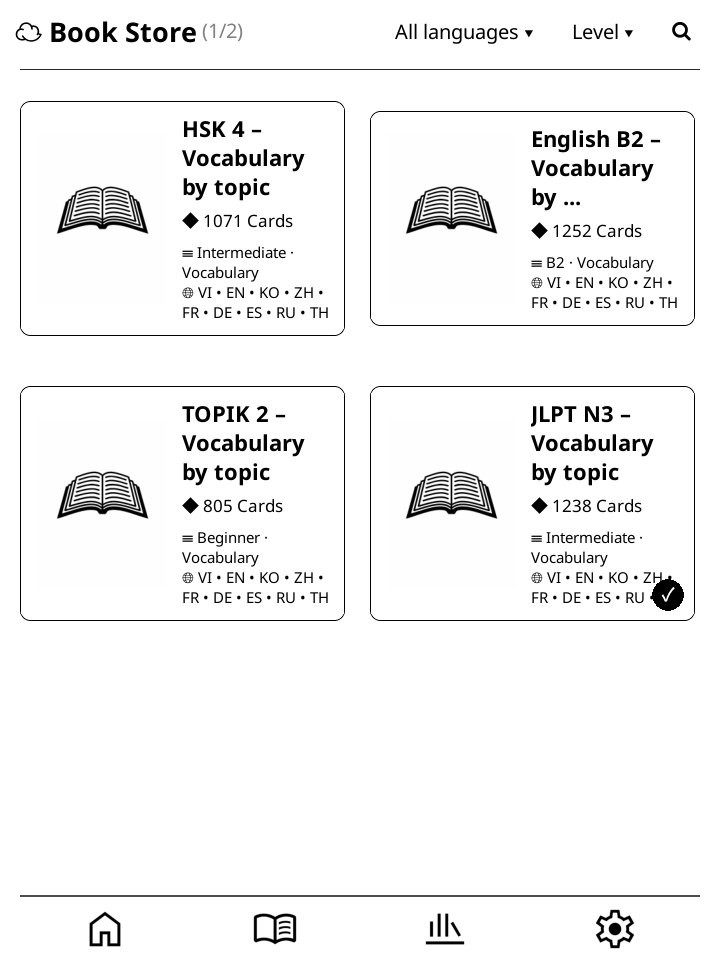 Book Store (1/2)
All languages ▾
Level ▾
HSK 4 –
Vocabulary
by topic
◆ 1071 Cards
Intermediate ·
Vocabulary
VI • EN • KO • ZH •
FR • DE • ES • RU • TH
English B2 –
Vocabulary
by ...
◆ 1252 Cards
B2 · Vocabulary
VI • EN • KO • ZH •
FR • DE • ES • RU • TH
TOPIK 2 –
Vocabulary
by topic
◆ 805 Cards
Beginner ·
Vocabulary
VI • EN • KO • ZH •
FR • DE • ES • RU • TH
JLPT N3 –
Vocabulary
by topic
◆ 1238 Cards
Intermediate ·
Vocabulary
VI • EN • KO • ZH •
FR • DE • ES • RU •